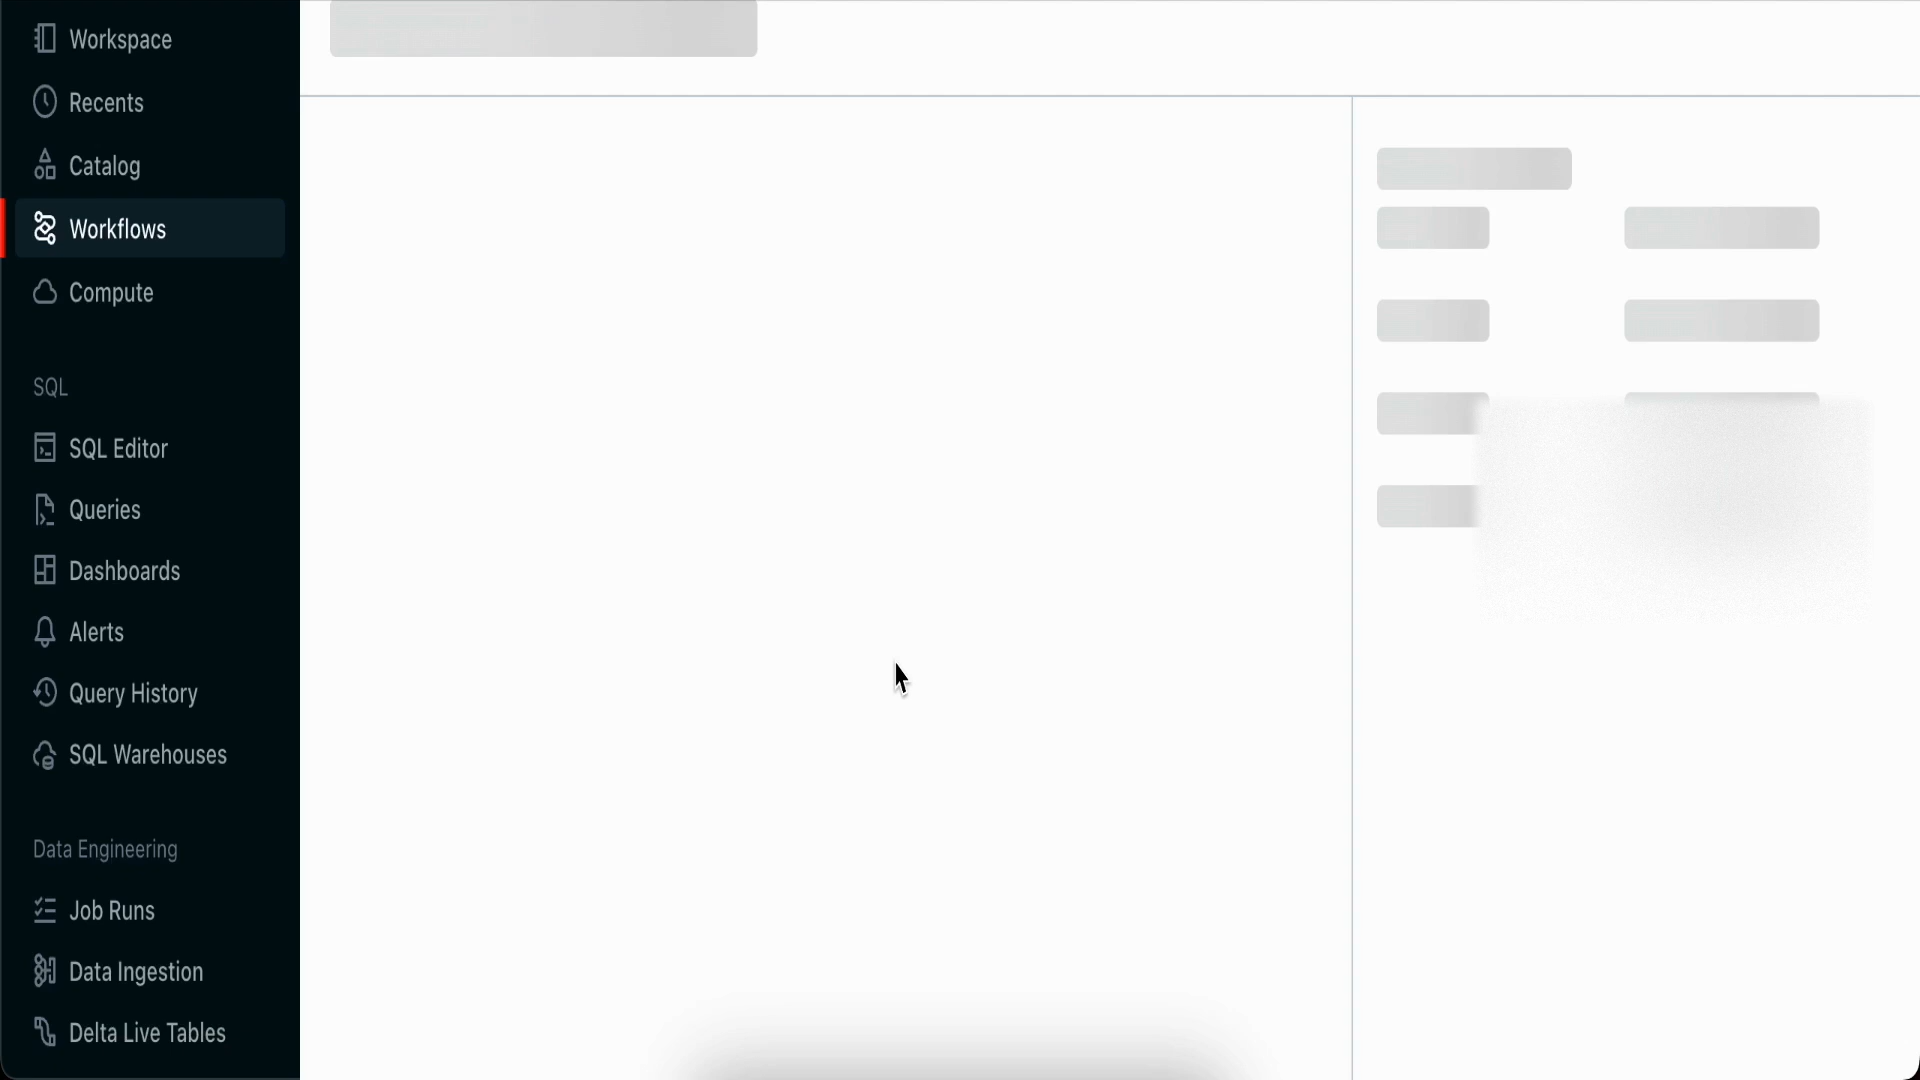 Workspace
Recents
Catalog
Workflows
Compute
SQL
SQL Editor
Queries
Dashboards
Alerts
Query History
SQL Warehouses
Data Engineering
Job Runs
Data Ingestion
Delta Live Tables